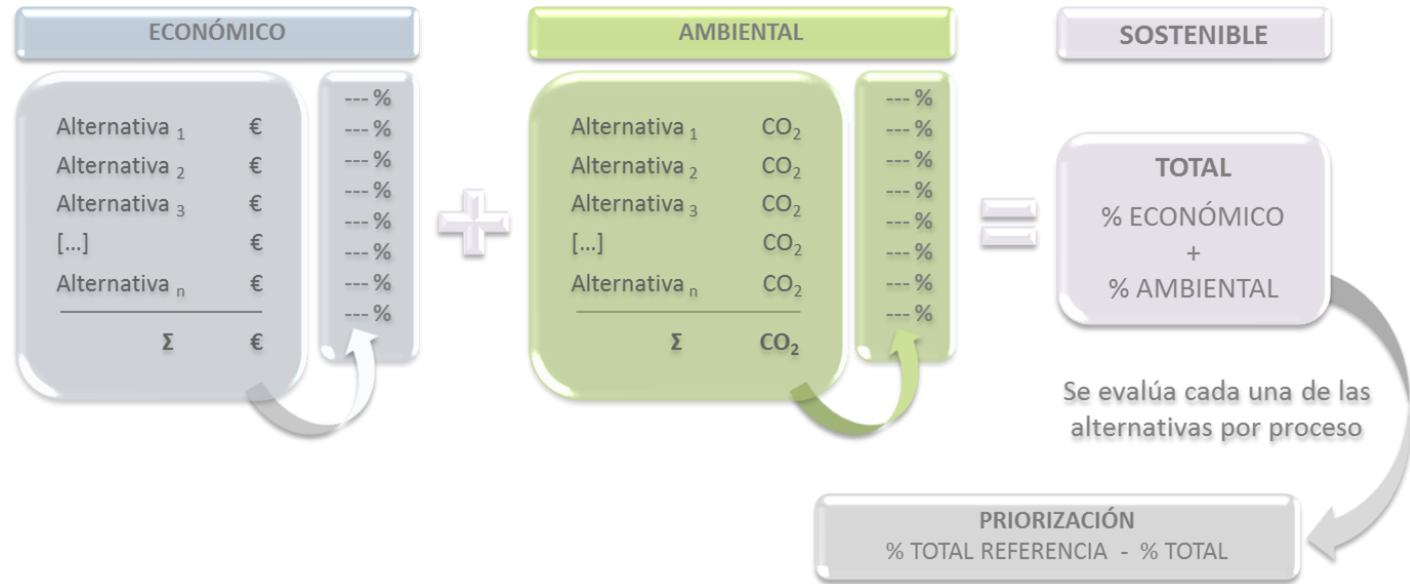 ECONÓMICO
Alternativa 1 €
Alternativa 2 €
Alternativa 3 €
[...] €
Alternativa n €
Σ €
--- %
--- %
--- %
--- %
--- %
--- %
--- %
--- %
+
AMBIENTAL
Alternativa 1 CO2
Alternativa 2 CO2
Alternativa 3 CO2
[...] CO2
Alternativa n CO2
Σ CO2
--- %
--- %
--- %
--- %
--- %
--- %
--- %
--- %
=
SOSTENIBLE
TOTAL
% ECONÓMICO
+
% AMBIENTAL
Se evalúa cada una de las
alternativas por proceso
PRIORIZACIÓN
% TOTAL REFERENCIA - % TOTAL